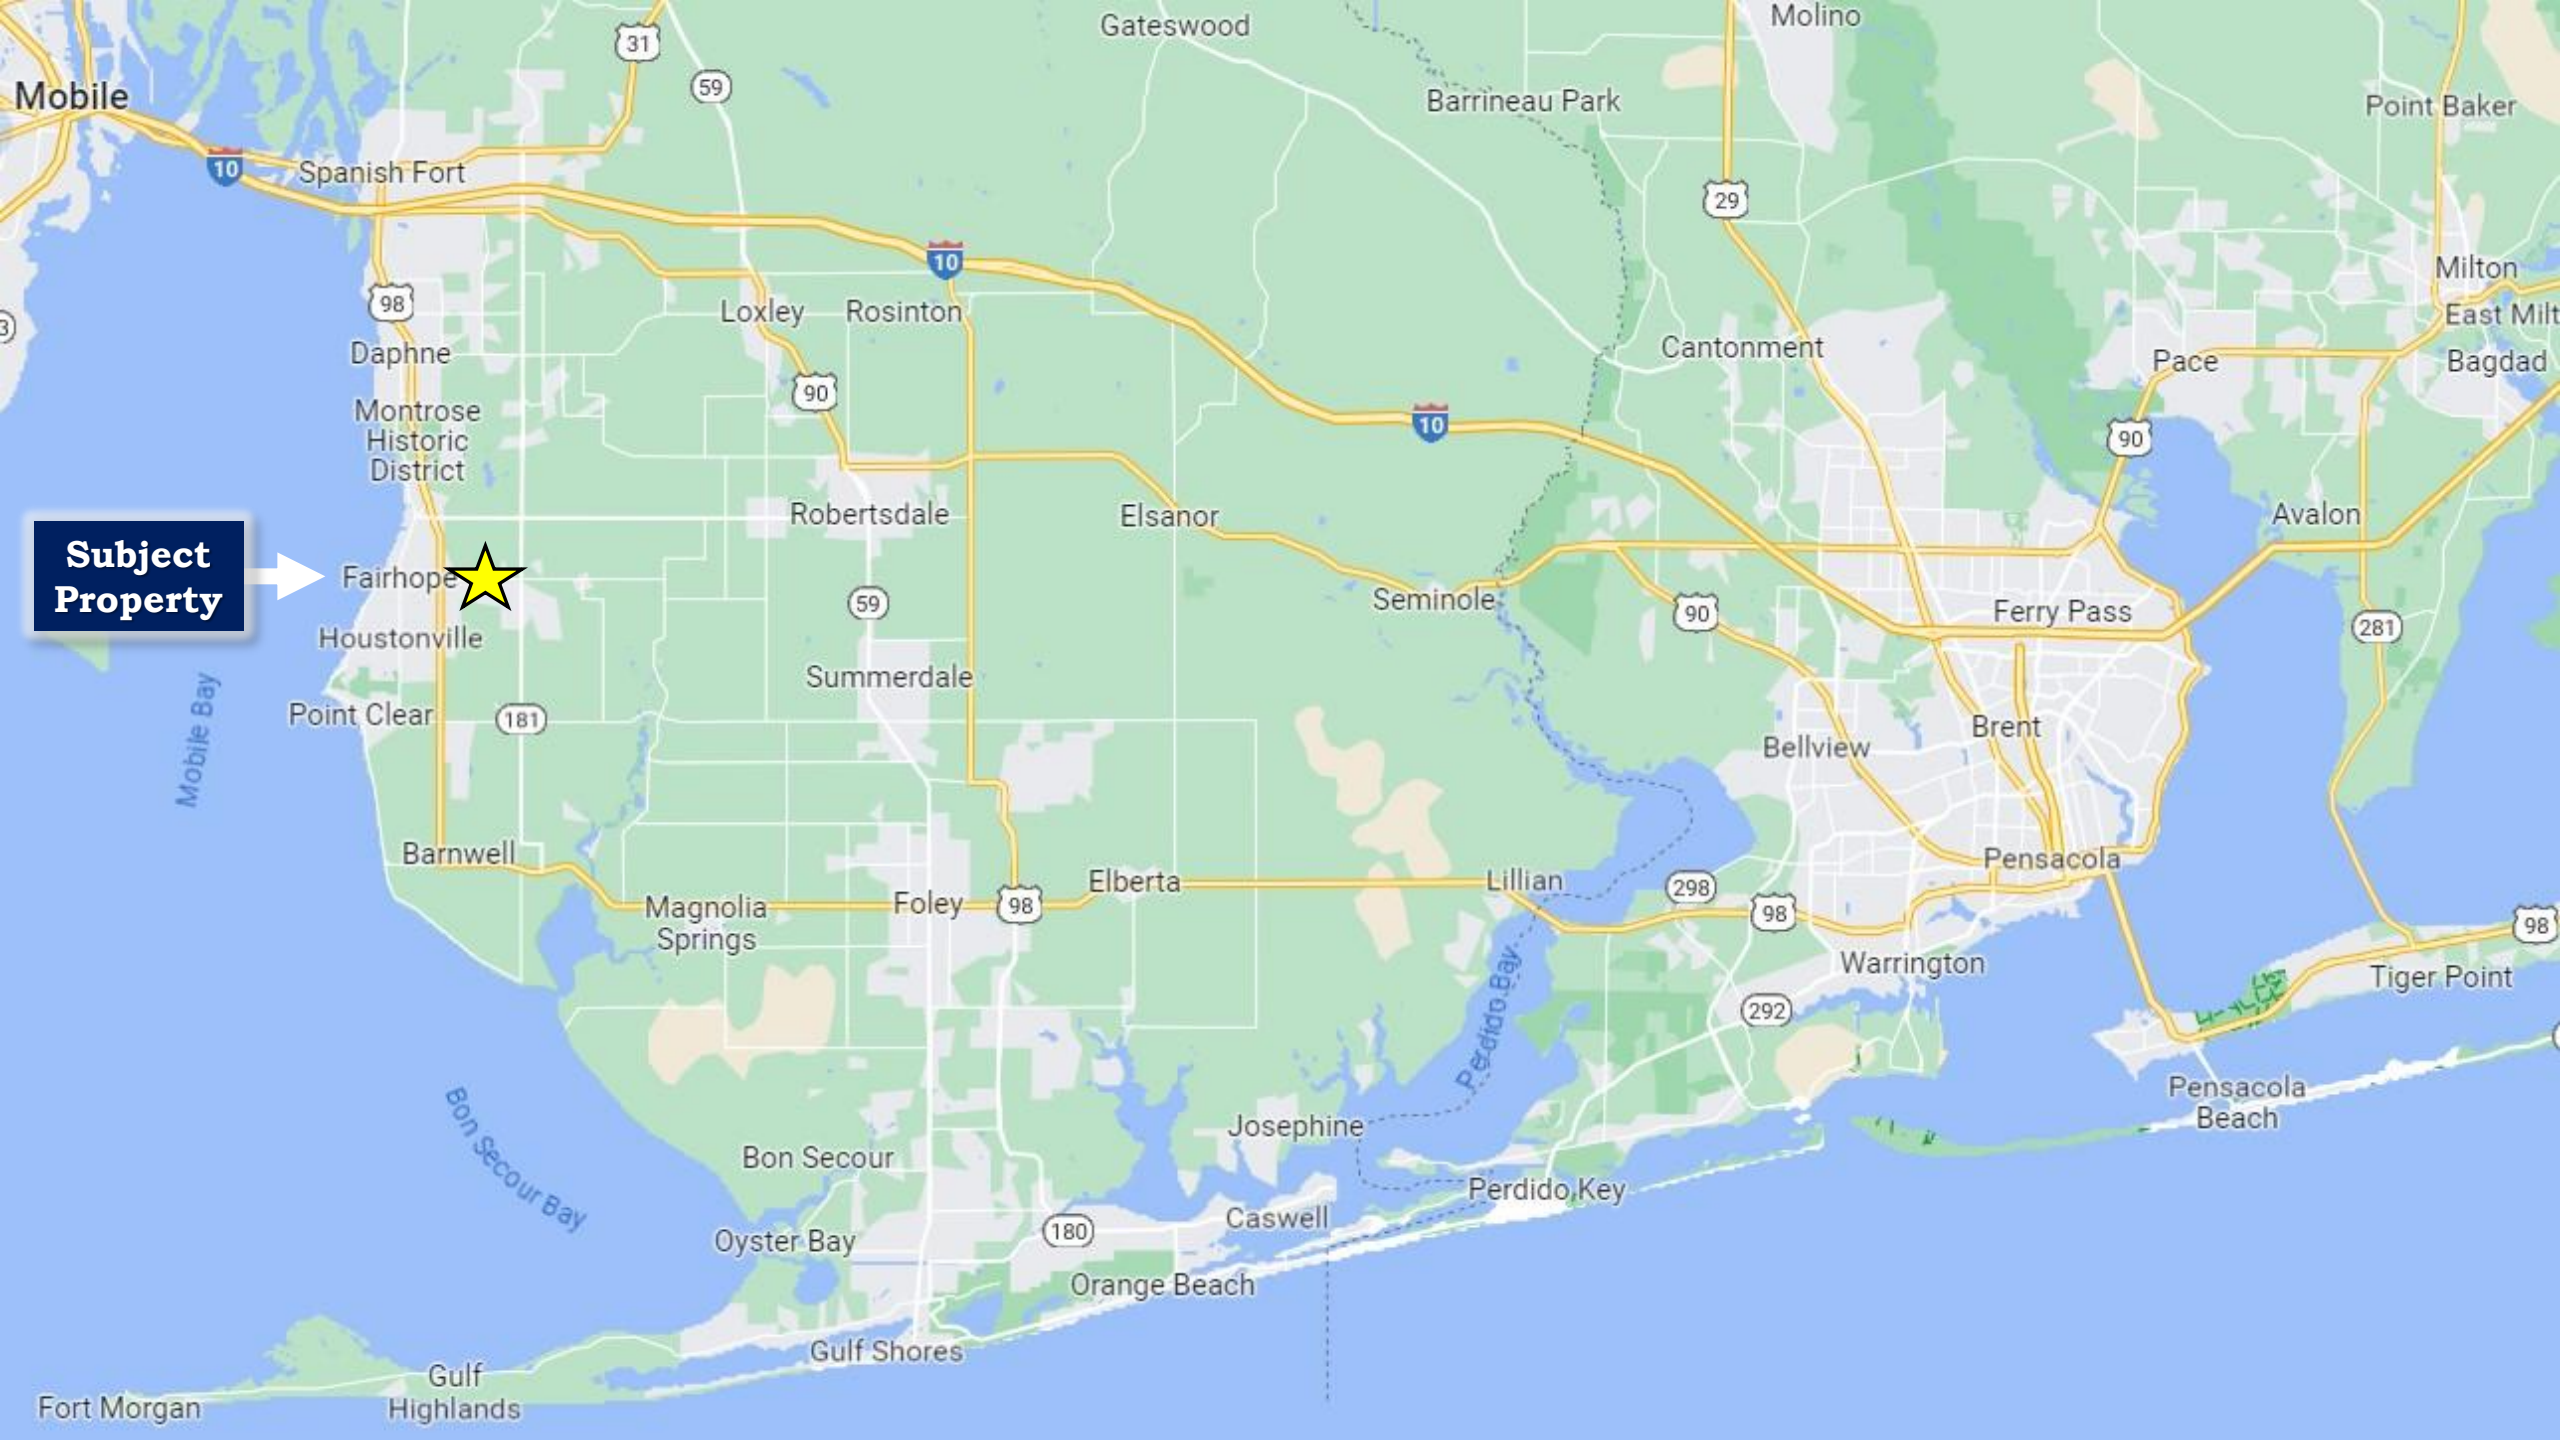 Gateswood
Molino
31
59
Mobile
Barrineau Park
Point Baker
10
Spanish Fort
29
10
Milton
98
Loxley
Rosinton
East Milt
3
Daphne
Cantonment
Pace
Bagdad
90
Montrose
Historic
District
10
90
Robertsdale
Elsanor
Avalon
Subject
Property
Fairhope
59
Seminole
90
Ferry Pass
281
Houstonville
Summerdale
Mobile Bay
Point Clear
181
Brent
Bellview
Barnwell
Pensacola
Elberta
Lillian
298
Magnolia
Springs
Foley
98
98
98
Warrington
Tiger Point
292
Perdido Bay
Pensacola
Beach
Bon Secour Bay
Josephine
Bon Secour
Perdido Key
Caswell
180
Oyster Bay
Orange Beach
Gulf Shores
Gulf
Highlands
Fort Morgan